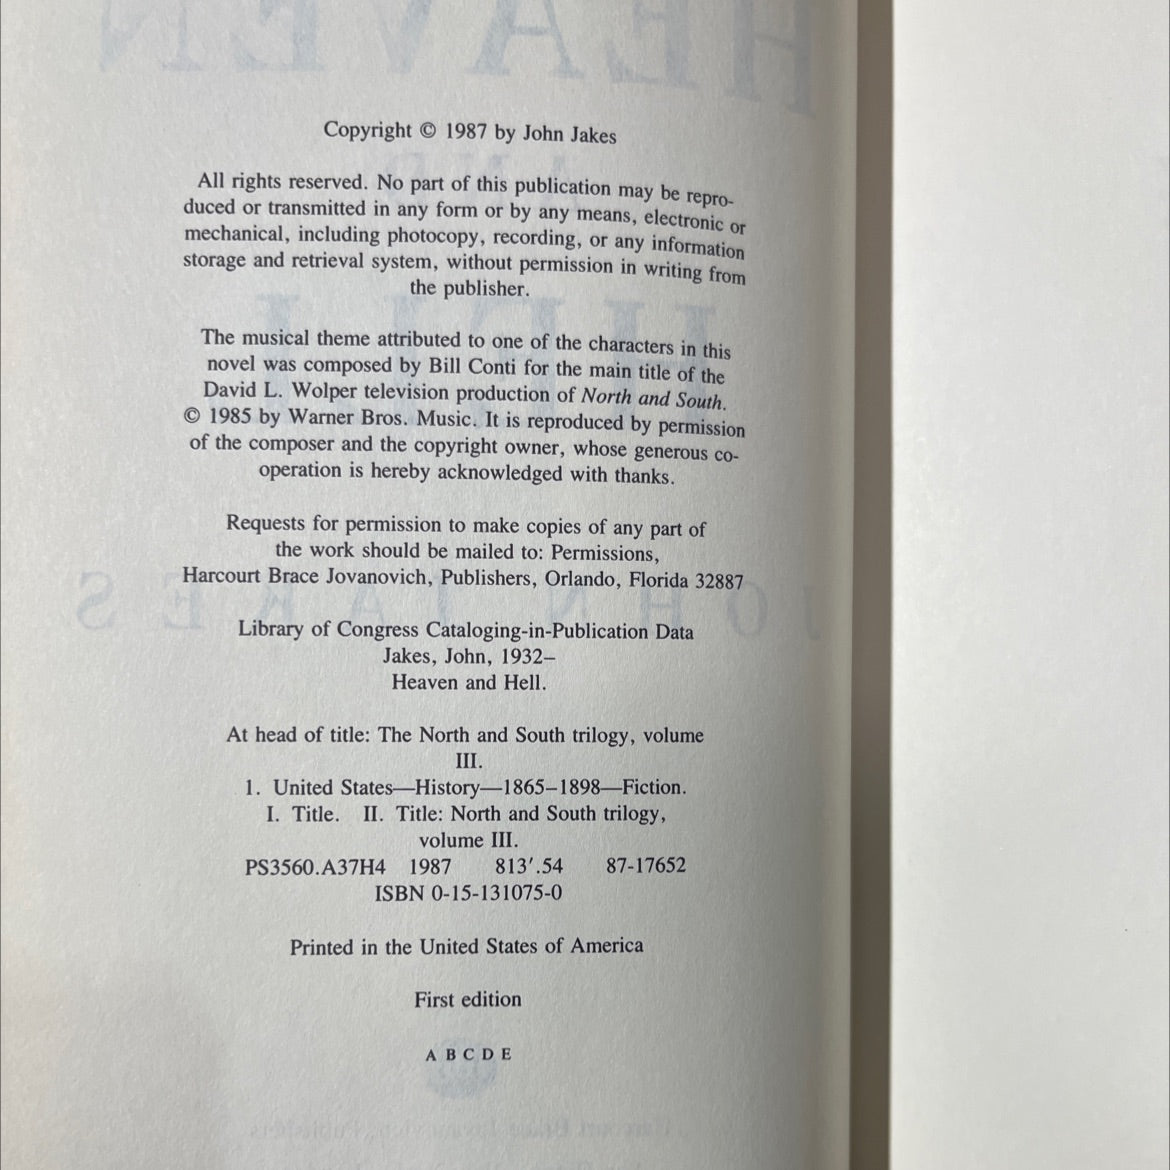 Copyright © 1987 by John Jakes
All rights reserved. No part of this publication may be repro-
duced or transmitted in any form or by any means, electronic or
mechanical, including photocopy, recording, or any information
storage and retrieval system, without permission in writing from
the publisher.
The musical theme attributed to one of the characters in this
novel was composed by Bill Conti for the main title of the
David L. Wolper television production of North and South.
© 1985 by Warner Bros. Music. It is reproduced by permission
of the composer and the copyright owner, whose generous co-
operation is hereby acknowledged with thanks.
Requests for permission to make copies of any part of
the work should be mailed to: Permissions,
Harcourt Brace Jovanovich, Publishers, Orlando, Florida 32887
Library of Congress Cataloging-in-Publication Data
Jakes, John, 1932–
Heaven and Hell.
At head of title: The North and South trilogy, volume
III.
1. United States—History—1865–1898—Fiction.
I. Title. II. Title: North and South trilogy,
volume III.
PS3560.A37H4 1987 813′.54 87-17652
ISBN 0-15-131075-0
Printed in the United States of America
First edition
A B C D E